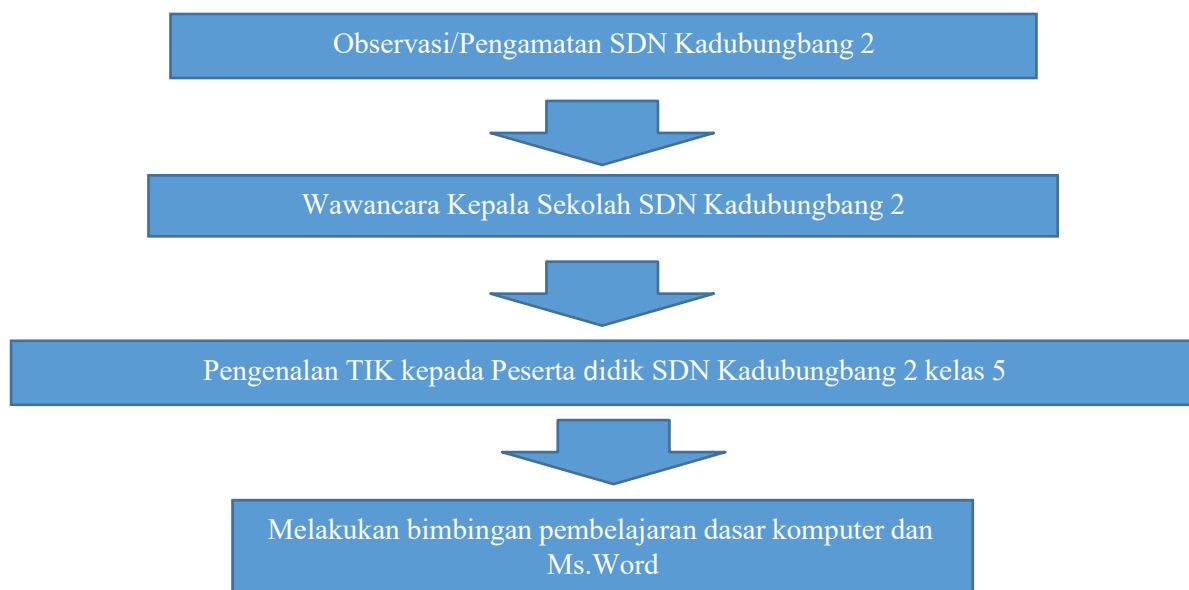 Observasi/Pengamatan SDN Kadubungbang 2
Wawancara Kepala Sekolah SDN Kadubungbang 2
Pengenalan TIK kepada Peserta didik SDN Kadubungbang 2 kelas 5
Melakukan bimbingan pembelajaran dasar komputer dan
Ms.Word